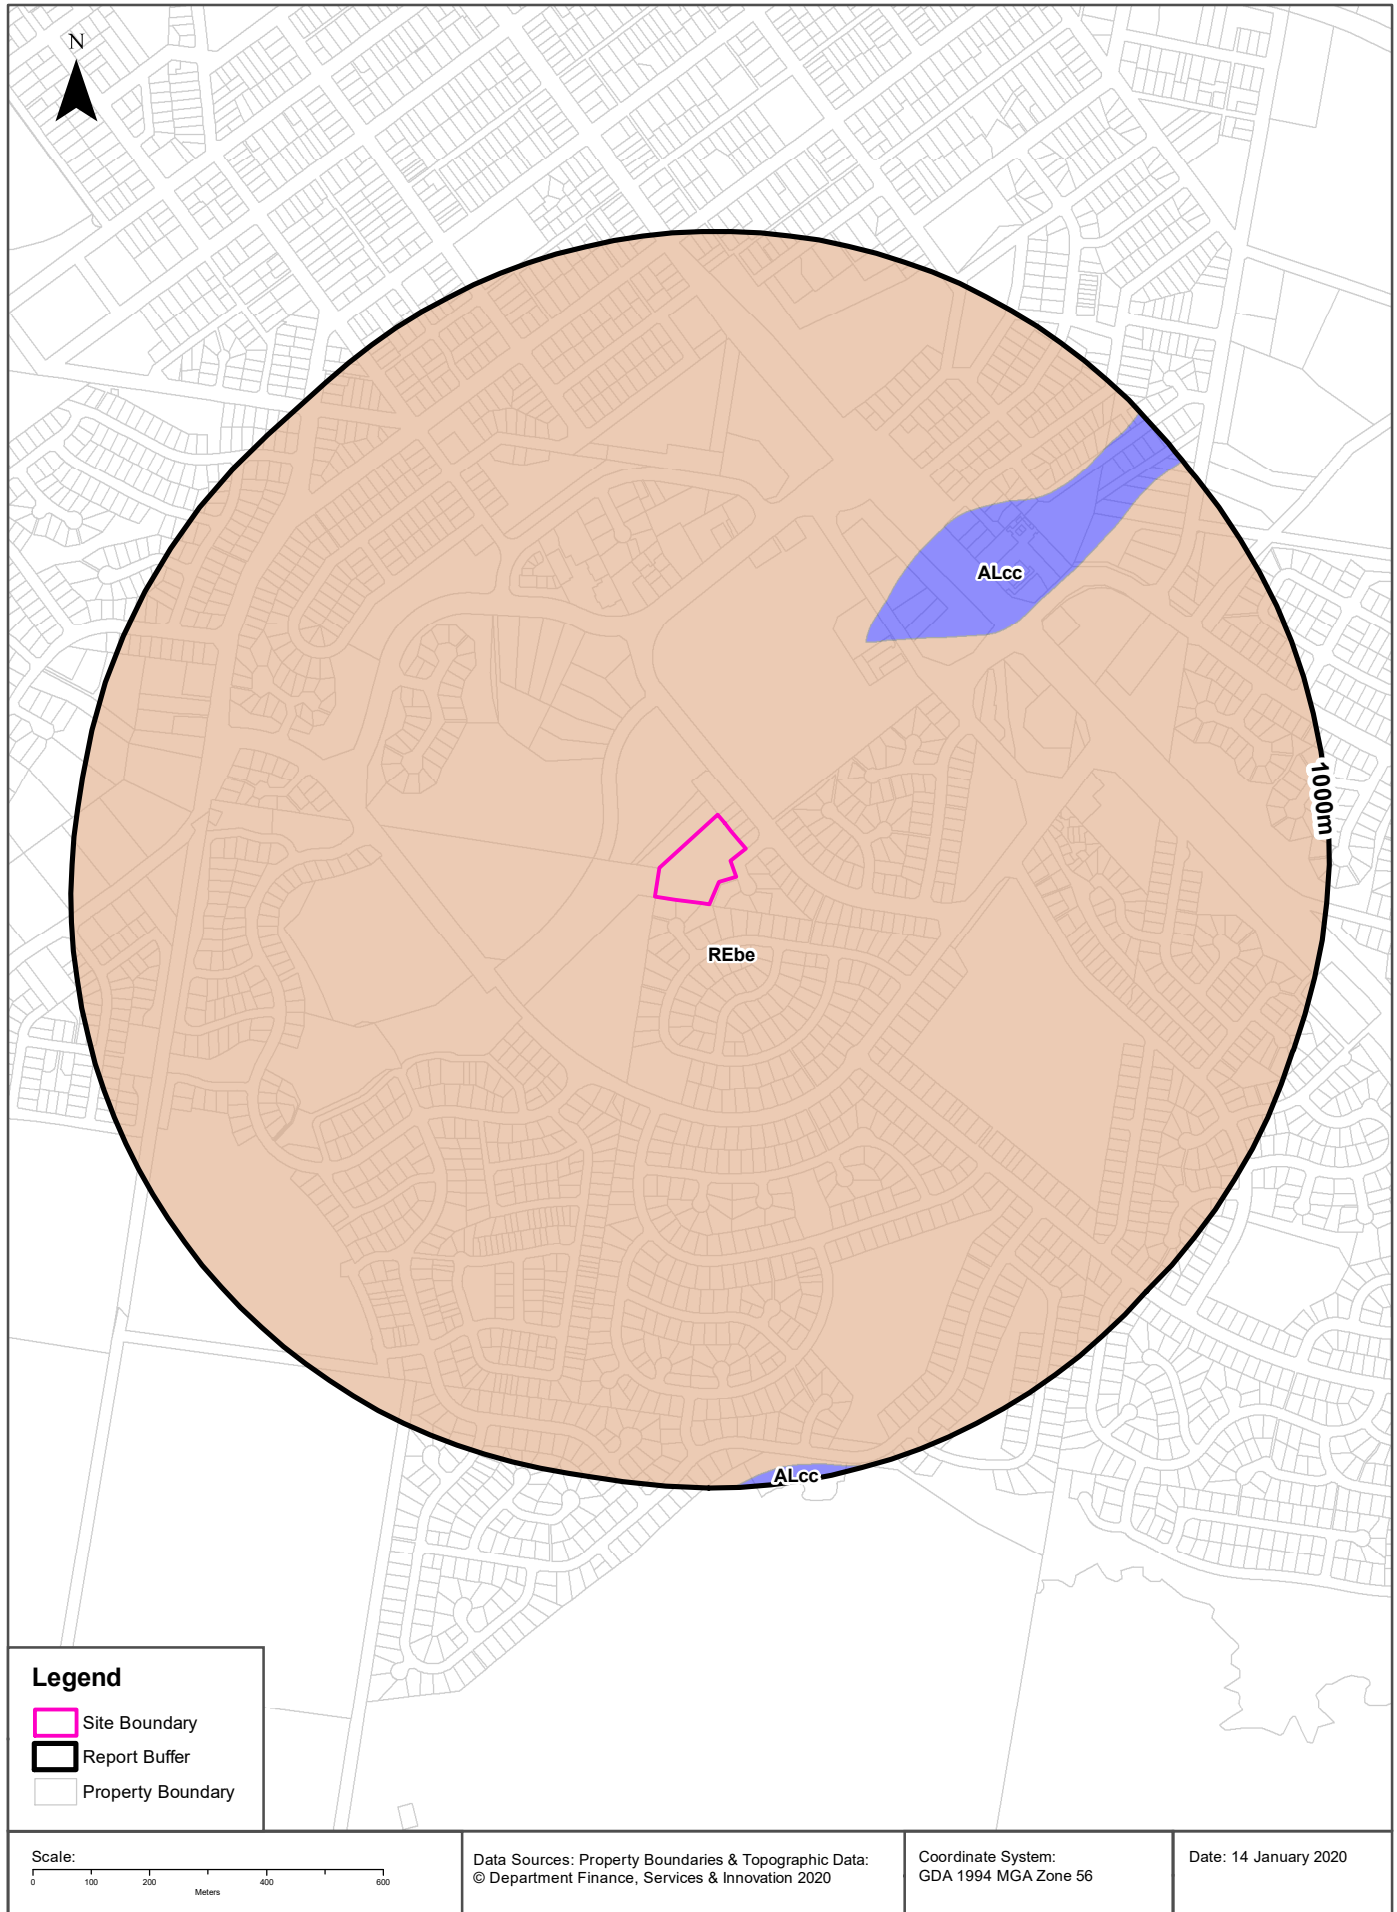 N
ALcc
1000m
REbe
ALcc
Legend
Site Boundary
Report Buffer
Property Boundary
Scale:
0 100 200 400 600
Meters
Data Sources: Property Boundaries & Topographic Data:
© Department Finance, Services & Innovation 2020
Coordinate System:
GDA 1994 MGA Zone 56
Date: 14 January 2020